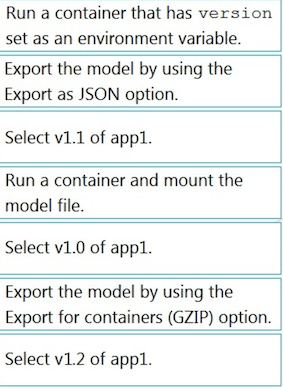 Run a container that has version
set as an environment variable.
Export the model by using the
Export as JSON option.
Select v1.1 of app1.
Run a container and mount the
model file.
Select v1.0 of app1.
Export the model by using the
Export for containers (GZIP) option.
Select v1.2 of app1.